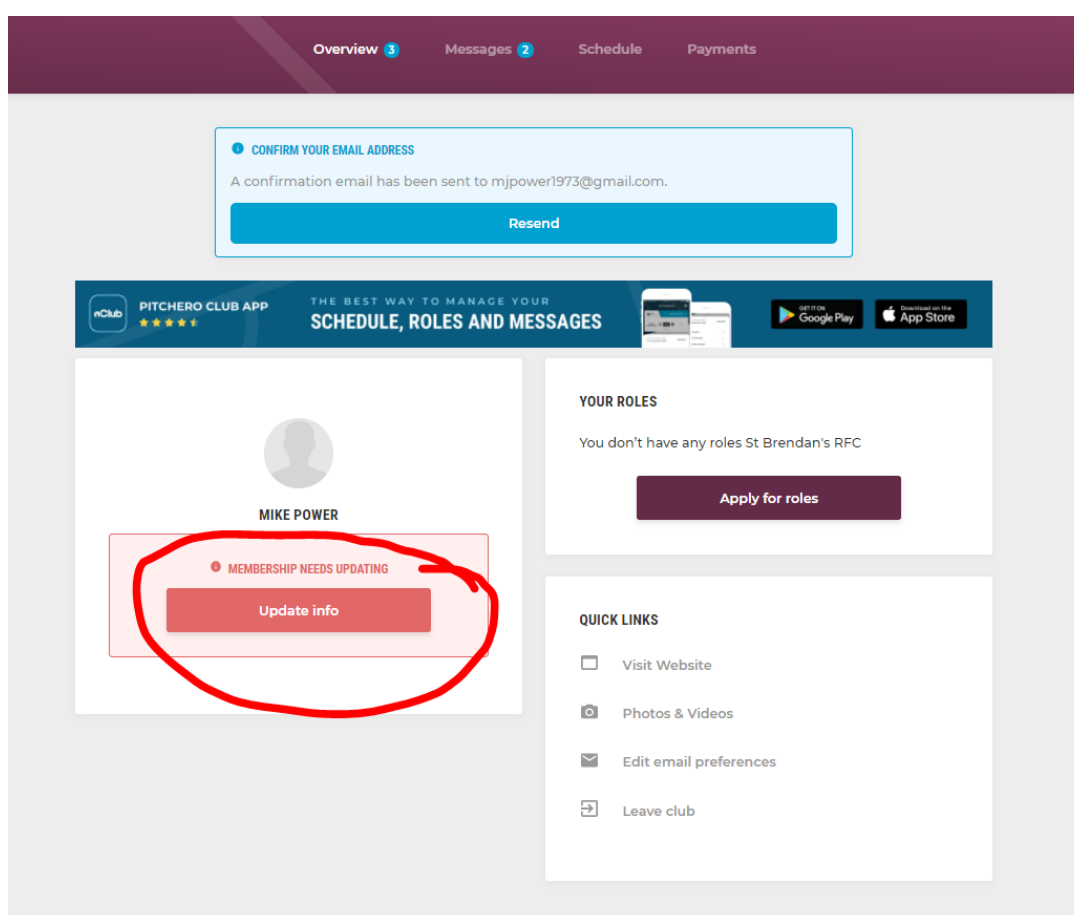 Overview 3 Messages 2 Schedule Payments
CONFIRM YOUR EMAIL ADDRESS
A confirmation email has been sent to mjpower1973@gmail.com.
Resend
nClub
PITCHERO CLUB APP
THE BEST WAY TO MANAGE YOUR
SCHEDULE, ROLES AND MESSAGES
GET IT ON
Google Play
Download on the
App Store
MIKE POWER
MEMBERSHIP NEEDS UPDATING
Update info
YOUR ROLES
You don't have any roles St Brendan's RFC
Apply for roles
QUICK LINKS
Visit Website
Photos & Videos
Edit email preferences
Leave club